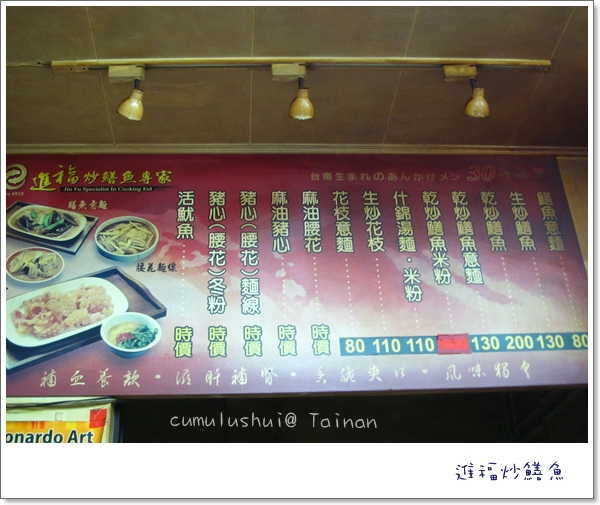 進福炒鱔魚專家
Jin Fu Specialist In Cooking Eel
台南生まれのあんかけメン 30
鱔魚意麵
鱔魚意麵
腰花麵線
生炒鱔魚
乾炒鱔魚
乾炒鱔魚意麵
乾炒鱔魚米粉
什錦湯麵·米粉
生炒花枝
花枝意麵
麻油腰花
麻油豬心
豬心(腰花)麵線
豬心(腰花)冬粉
活魷魚
時價 時價 時價 時價 時價 80 110 110 130 200 130 80
補血養顏·滋肝補腎·香脆爽口·風味獨
cumulushui@ Tainan
onardo Art
進福炒鱔魚